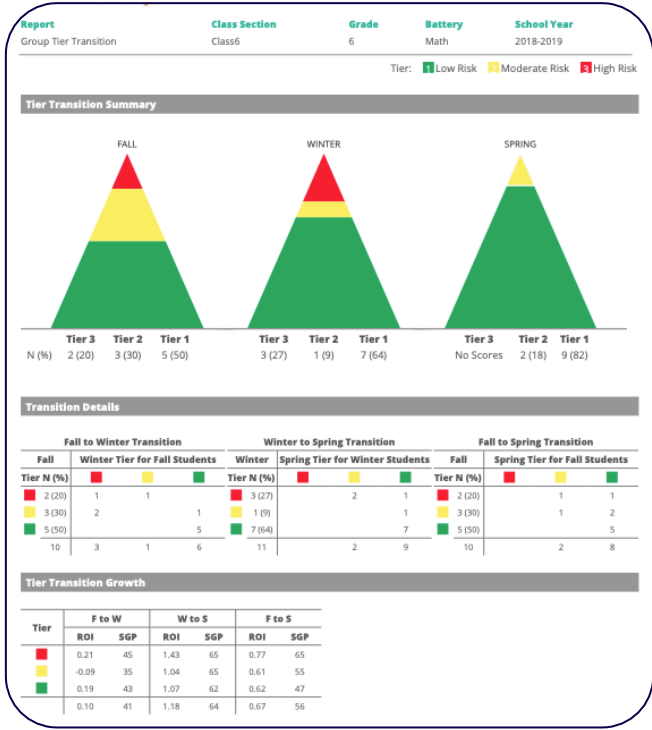 Report Class Section Grade Battery School Year
Group Tier Transition Class6 6 Math 2018-2019
Tier: 1 Low Risk 2 Moderate Risk 3 High Risk
Tier Transition Summary
FALL WINTER SPRING
Tier 3 Tier 2 Tier 1 Tier 3 Tier 2 Tier 1 Tier 3 Tier 2 Tier 1
N (%) 2 (20) 3 (30) 5 (50) 3 (27) 1 (9) 7 (64) No Scores 2 (18) 9 (82)
Transition Details
Fall to Winter Transition Winter to Spring Transition Fall to Spring Transition
Fall Winter Tier for Fall Students Winter Spring Tier for Winter Students Fall Spring Tier for Fall Students
Tier N (%) Tier N (%) Tier N (%)
2 (20) 1 1 3 (27) 2 1 2 (20) 1 1
3 (30) 2 1 1 (9) 1 3 (30) 1 2
5 (50) 5 7 (64) 7 5 (50) 5
10 3 1 6 11 2 9 10 2 8
Tier Transition Growth
Tier F to W W to S F to S
ROI SGP ROI SGP ROI SGP
0.21 45 1.43 65 0.77 65
-0.09 35 1.04 65 0.61 55
0.19 43 1.07 62 0.62 47
0.10 41 1.18 64 0.67 56